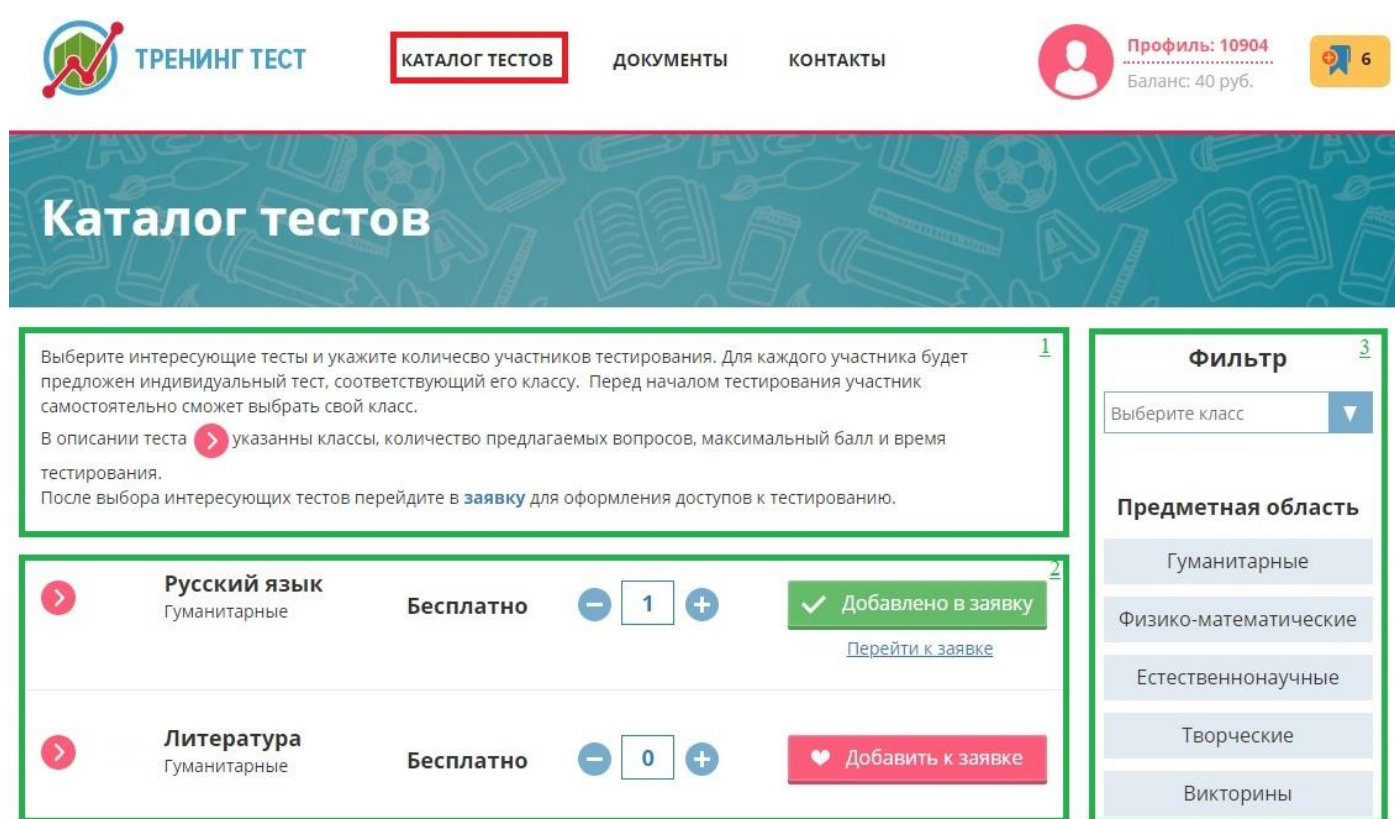 ТРЕНИНГ ТЕСТ
КАТАЛОГ ТЕСТОВ
ДОКУМЕНТЫ
КОНТАКТЫ
Профиль: 10904
Баланс: 40 руб.
6
Каталог тестов
1
Выберите интересующие тесты и укажите количесво участников тестирования. Для каждого участника будет
предложен индивидуальный тест, соответствующий его классу. Перед началом тестирования участник
самостоятельно сможет выбрать свой класс.
В описании теста указанны классы, количество предлагаемых вопросов, максимальный балл и время
тестирования.
После выбора интересующих тестов перейдите в заявку для оформления доступов к тестированию.
2
Русский язык
Гуманитарные
Бесплатно
1
Добавлено в заявку
Перейти к заявке
Литература
Гуманитарные
Бесплатно
0
Добавить к заявке
3
Фильтр
Выберите класс
Предметная область
Гуманитарные
Физико-математические
Естественнонаучные
Творческие
Викторины